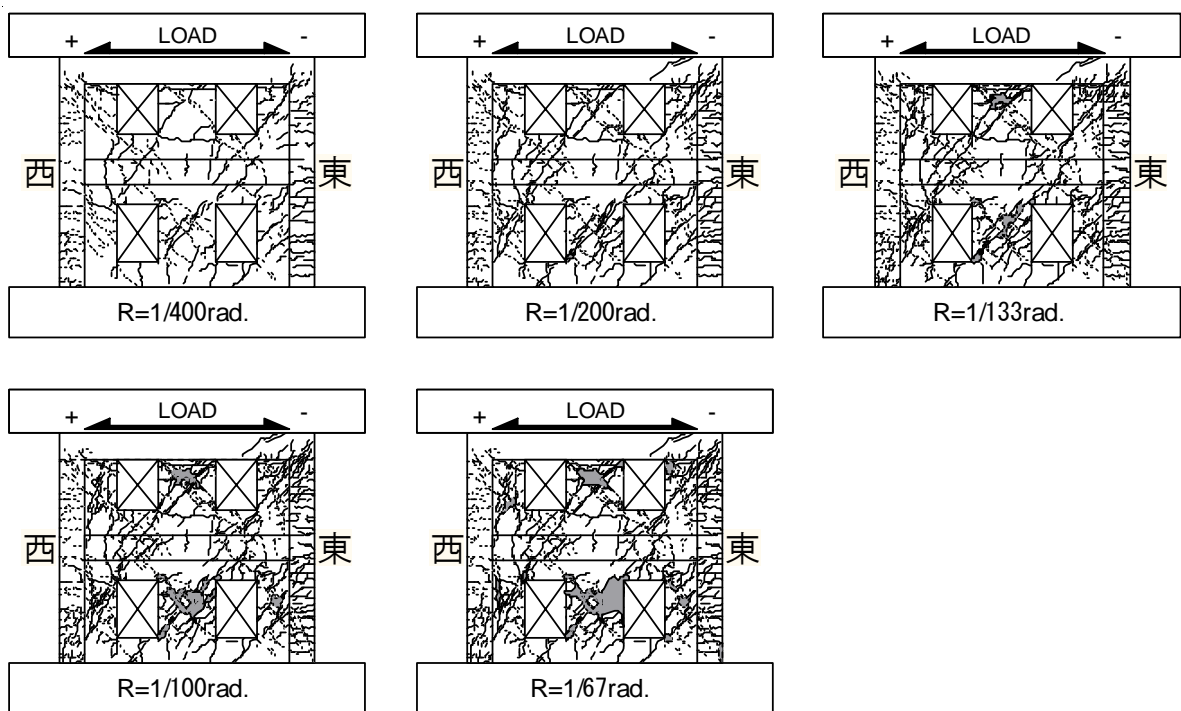 + LOAD -
西 東
R=1/400rad.
+ LOAD -
西 東
R=1/200rad.
+ LOAD -
西 東
R=1/133rad.
+ LOAD -
西 東
R=1/100rad.
+ LOAD -
西 東
R=1/67rad.